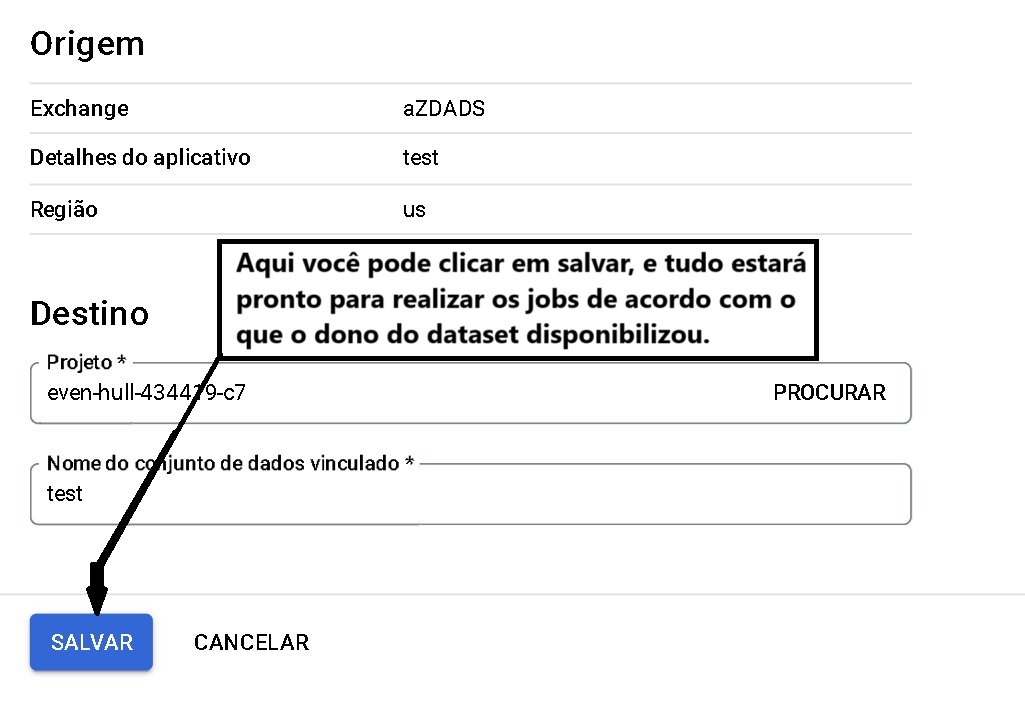 Origem
Exchange aZDADS
Detalhes do aplicativo test
Região us
Aqui você pode clicar em salvar, e tudo estará
pronto para realizar os jobs de acordo com o
que o dono do dataset disponibilizou.
Destino
Projeto *
even-hull-434419-c7 PROCURAR
Nome do conjunto de dados vinculado *
test
SALVAR CANCELAR